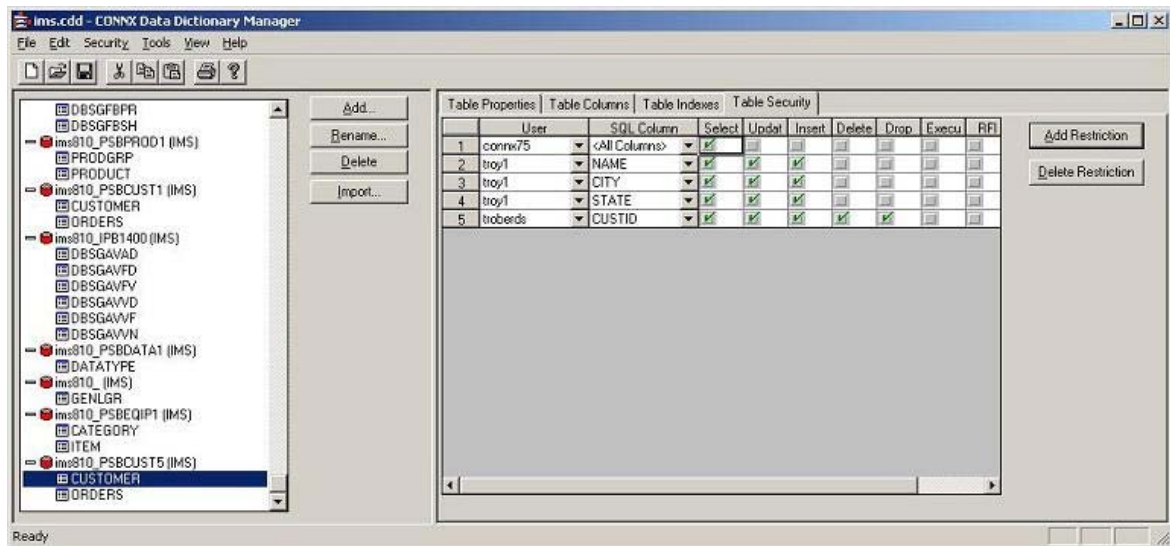 ims.cdd - CONNX Data Dictionary Manager
File Edit Security Tools View Help
DBSGFBPR
DBSGFBSH
ims810_PSBPROD1 (IMS)
PRODGRP
PRODUCT
ims810_PSBCUST1 (IMS)
CUSTOMER
ORDERS
ims810_IPB1400 (IMS)
DBSGAVAD
DBSGAVFD
DBSGAVFV
DBSGAVVD
DBSGAVVF
DBSGAVVN
ims810_PSBDATA1 (IMS)
DATATYPE
ims810_ (IMS)
GENLGR
ims810_PSBEQIP1 (IMS)
CATEGORY
ITEM
ims810_PSBCUST5 (IMS)
CUSTOMER
ORDERS
Add...
Rename...
Delete
Import...
Table Properties Table Columns Table Indexes Table Security
User SQL Column Select Updat Insert Delete Drop Execu RFI
1 connx75 <All Columns>
2 troy1 NAME
3 troy1 CITY
4 troy1 STATE
5 troberds CUSTID
Add Restriction
Delete Restriction
Ready